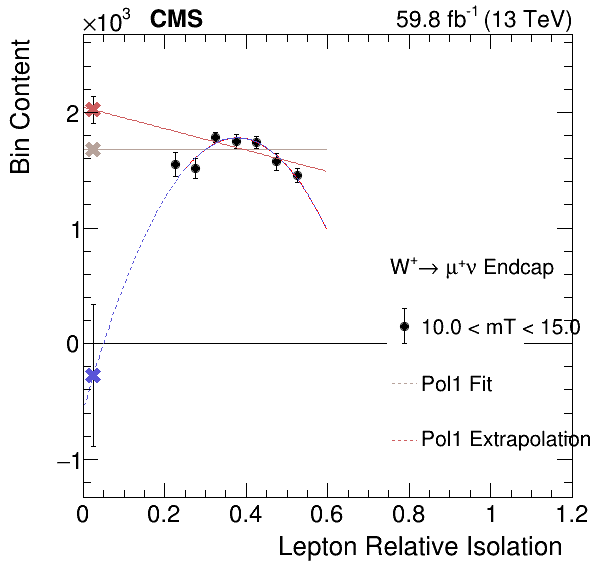 ×10³ CMS 59.8 fb⁻¹ (13 TeV)
Bin Content
2
1
0
−1
W⁺→ μ⁺ν Endcap
10.0 < mT < 15.0
Pol1 Fit
Pol1 Extrapolation
0 0.2 0.4 0.6 0.8 1 1.2
Lepton Relative Isolation